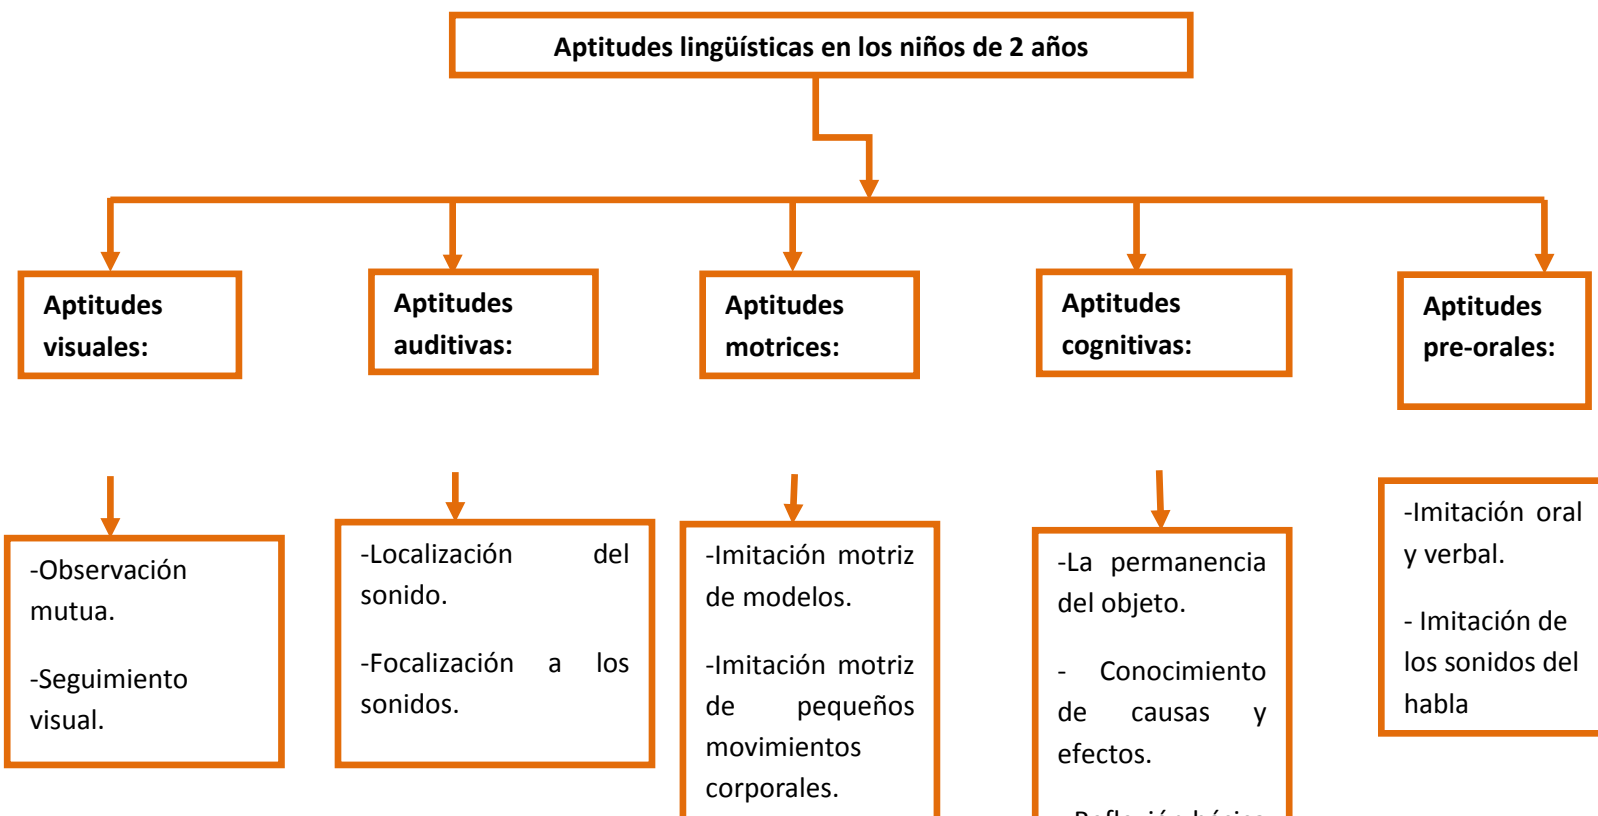 Aptitudes lingüísticas en los niños de 2 años
Aptitudes
visuales:
Aptitudes
auditivas:
Aptitudes
motrices:
Aptitudes
cognitivas:
Aptitudes
pre-orales:
-Observación
mutua.
-Seguimiento
visual.
-Localización del
sonido.
-Focalización a los
sonidos.
-Imitación motriz
de modelos.
-Imitación motriz
de pequeños
movimientos
corporales.
-La permanencia
del objeto.
- Conocimiento
de causas y
efectos.
-Imitación oral
y verbal.
- Imitación de
los sonidos del
habla